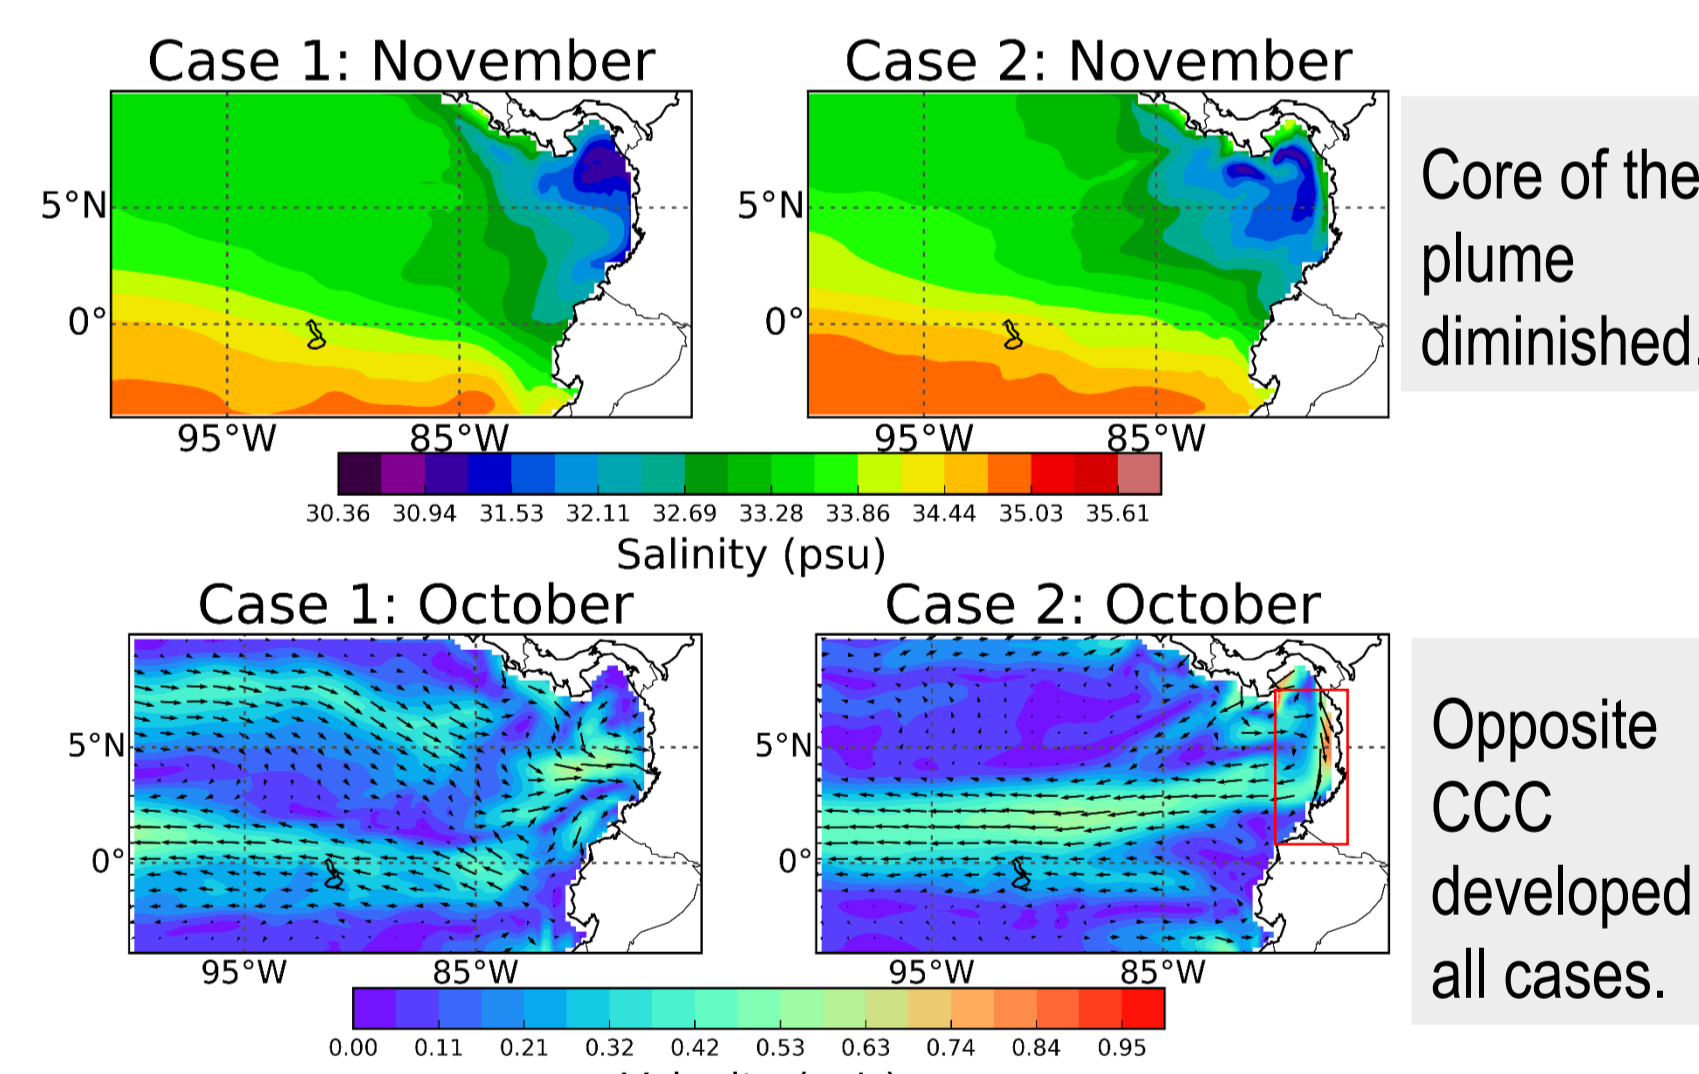 Case 1: November
Case 2: November
5°N
0°
95°W
85°W
5°N
0°
95°W
85°W
Core of the
plume
diminished.
30.36 30.94 31.53 32.11 32.69 33.28 33.86 34.44 35.03 35.61
Salinity (psu)
Case 1: October
Case 2: October
5°N
0°
95°W
85°W
5°N
0°
95°W
85°W
Opposite
CCC
developed
all cases.
0.00 0.11 0.21 0.32 0.42 0.53 0.63 0.74 0.84 0.95